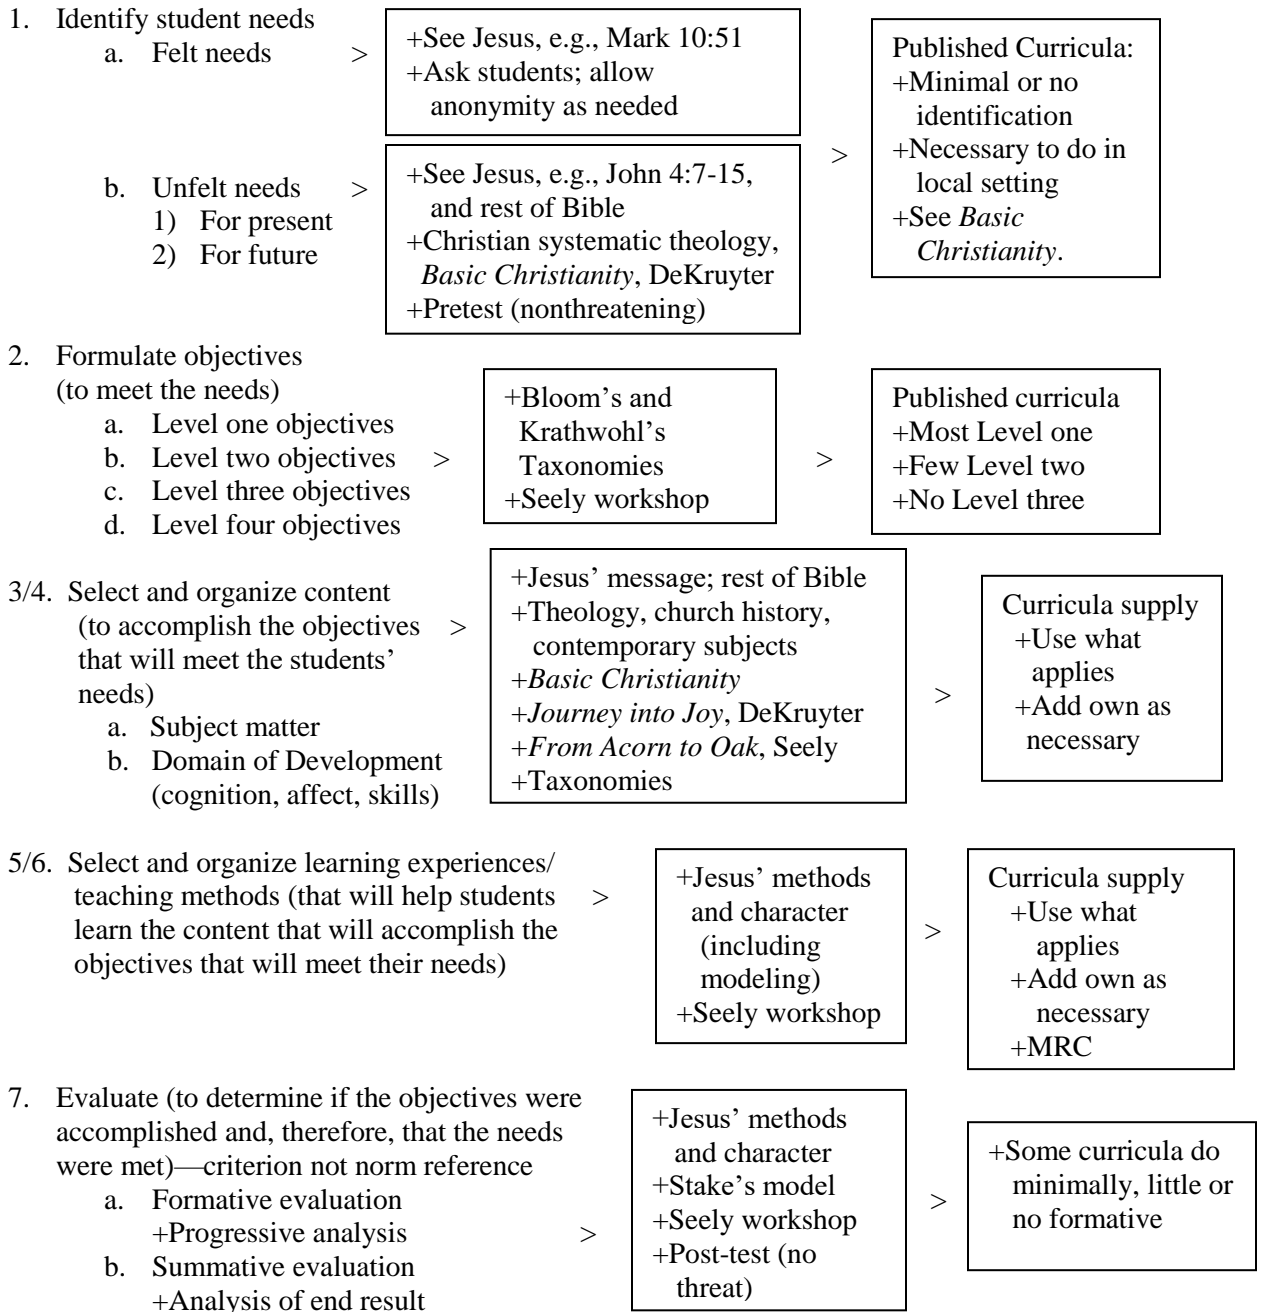 1. Identify student needs
a. Felt needs >
+See Jesus, e.g., Mark 10:51
+Ask students; allow
anonymity as needed
b. Unfelt needs >
1) For present
2) For future
+See Jesus, e.g., John 4:7-15,
and rest of Bible
+Christian systematic theology,
Basic Christianity, DeKruyter
+Pretest (nonthreatening)
>
Published Curricula:
+Minimal or no
identification
+Necessary to do in
local setting
+See Basic
Christianity.
2. Formulate objectives
(to meet the needs)
a. Level one objectives
b. Level two objectives >
c. Level three objectives
d. Level four objectives
+Bloom’s and
Krathwohl’s
Taxonomies
+Seely workshop
>
Published curricula
+Most Level one
+Few Level two
+No Level three
3/4. Select and organize content
(to accomplish the objectives >
that will meet the students’
needs)
a. Subject matter
b. Domain of Development
(cognition, affect, skills)
+Jesus’ message; rest of Bible
+Theology, church history,
contemporary subjects
+Basic Christianity
+Journey into Joy, DeKruyter
+From Acorn to Oak, Seely
+Taxonomies
>
Curricula supply
+Use what
applies
+Add own as
necessary
5/6. Select and organize learning experiences/
teaching methods (that will help students >
learn the content that will accomplish the
objectives that will meet their needs)
+Jesus’ methods
and character
(including
modeling)
+Seely workshop
>
Curricula supply
+Use what
applies
+Add own as
necessary
+MRC
7. Evaluate (to determine if the objectives were
accomplished and, therefore, that the needs
were met)—criterion not norm reference
a. Formative evaluation
+Progressive analysis >
b. Summative evaluation
+Analysis of end result
+Jesus’ methods
and character
+Stake’s model
+Seely workshop
+Post-test (no
threat)
>
+Some curricula do
minimally, little or
no formative